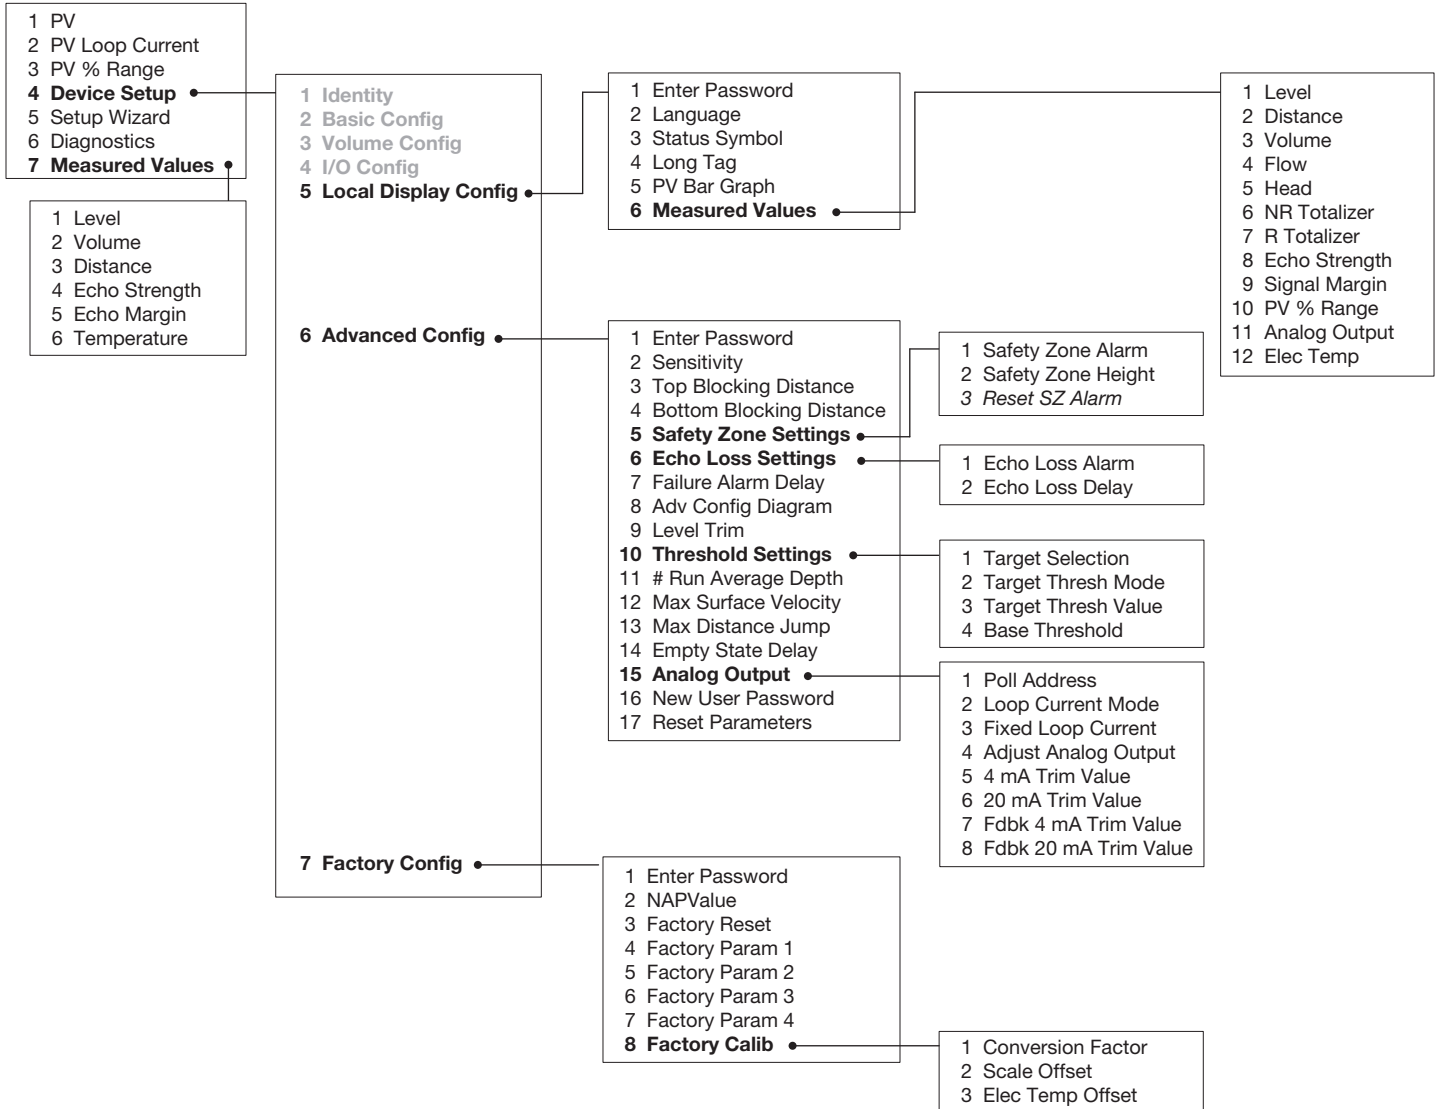 1 PV
2 PV Loop Current
3 PV % Range
4 Device Setup
5 Setup Wizard
6 Diagnostics
7 Measured Values
1 Level
2 Volume
3 Distance
4 Echo Strength
5 Echo Margin
6 Temperature
1 Identity
2 Basic Config
3 Volume Config
4 I/O Config
5 Local Display Config
6 Advanced Config
7 Factory Config
1 Enter Password
2 Language
3 Status Symbol
4 Long Tag
5 PV Bar Graph
6 Measured Values
1 Level
2 Distance
3 Volume
4 Flow
5 Head
6 NR Totalizer
7 R Totalizer
8 Echo Strength
9 Signal Margin
10 PV % Range
11 Analog Output
12 Elec Temp
1 Enter Password
2 Sensitivity
3 Top Blocking Distance
4 Bottom Blocking Distance
5 Safety Zone Settings
6 Echo Loss Settings
7 Failure Alarm Delay
8 Adv Config Diagram
9 Level Trim
10 Threshold Settings
11 # Run Average Depth
12 Max Surface Velocity
13 Max Distance Jump
14 Empty State Delay
15 Analog Output
16 New User Password
17 Reset Parameters
1 Safety Zone Alarm
2 Safety Zone Height
3 Reset SZ Alarm
1 Echo Loss Alarm
2 Echo Loss Delay
1 Target Selection
2 Target Thresh Mode
3 Target Thresh Value
4 Base Threshold
1 Poll Address
2 Loop Current Mode
3 Fixed Loop Current
4 Adjust Analog Output
5 4 mA Trim Value
6 20 mA Trim Value
7 Fdbk 4 mA Trim Value
8 Fdbk 20 mA Trim Value
1 Enter Password
2 NAPValue
3 Factory Reset
4 Factory Param 1
5 Factory Param 2
6 Factory Param 3
7 Factory Param 4
8 Factory Calib
1 Conversion Factor
2 Scale Offset
3 Elec Temp Offset